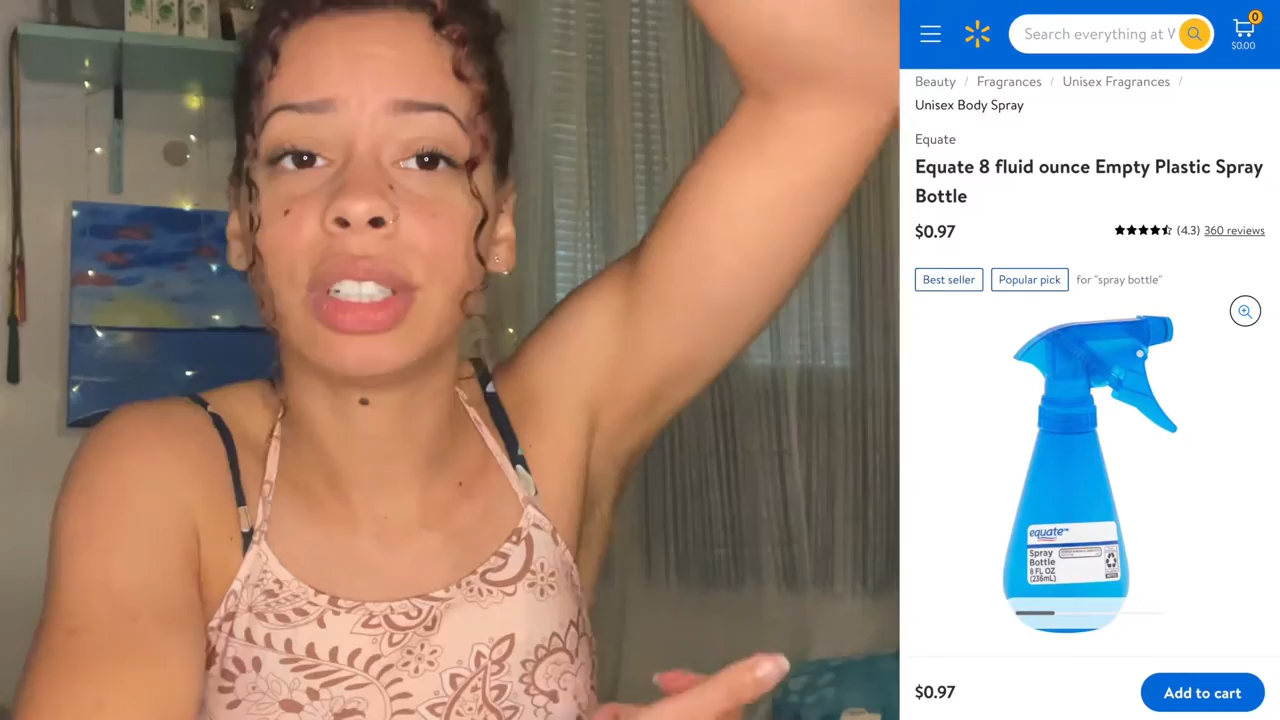 Search everything at W
0
$0.00
Beauty / Fragrances / Unisex Fragrances /
Unisex Body Spray
Equate
Equate 8 fluid ounce Empty Plastic Spray
Bottle
$0.97
(4.3) 360 reviews
Best seller
Popular pick
for "spray bottle"
equate™
Spray
Bottle
8 FL OZ
(236mL)
$0.97
Add to cart